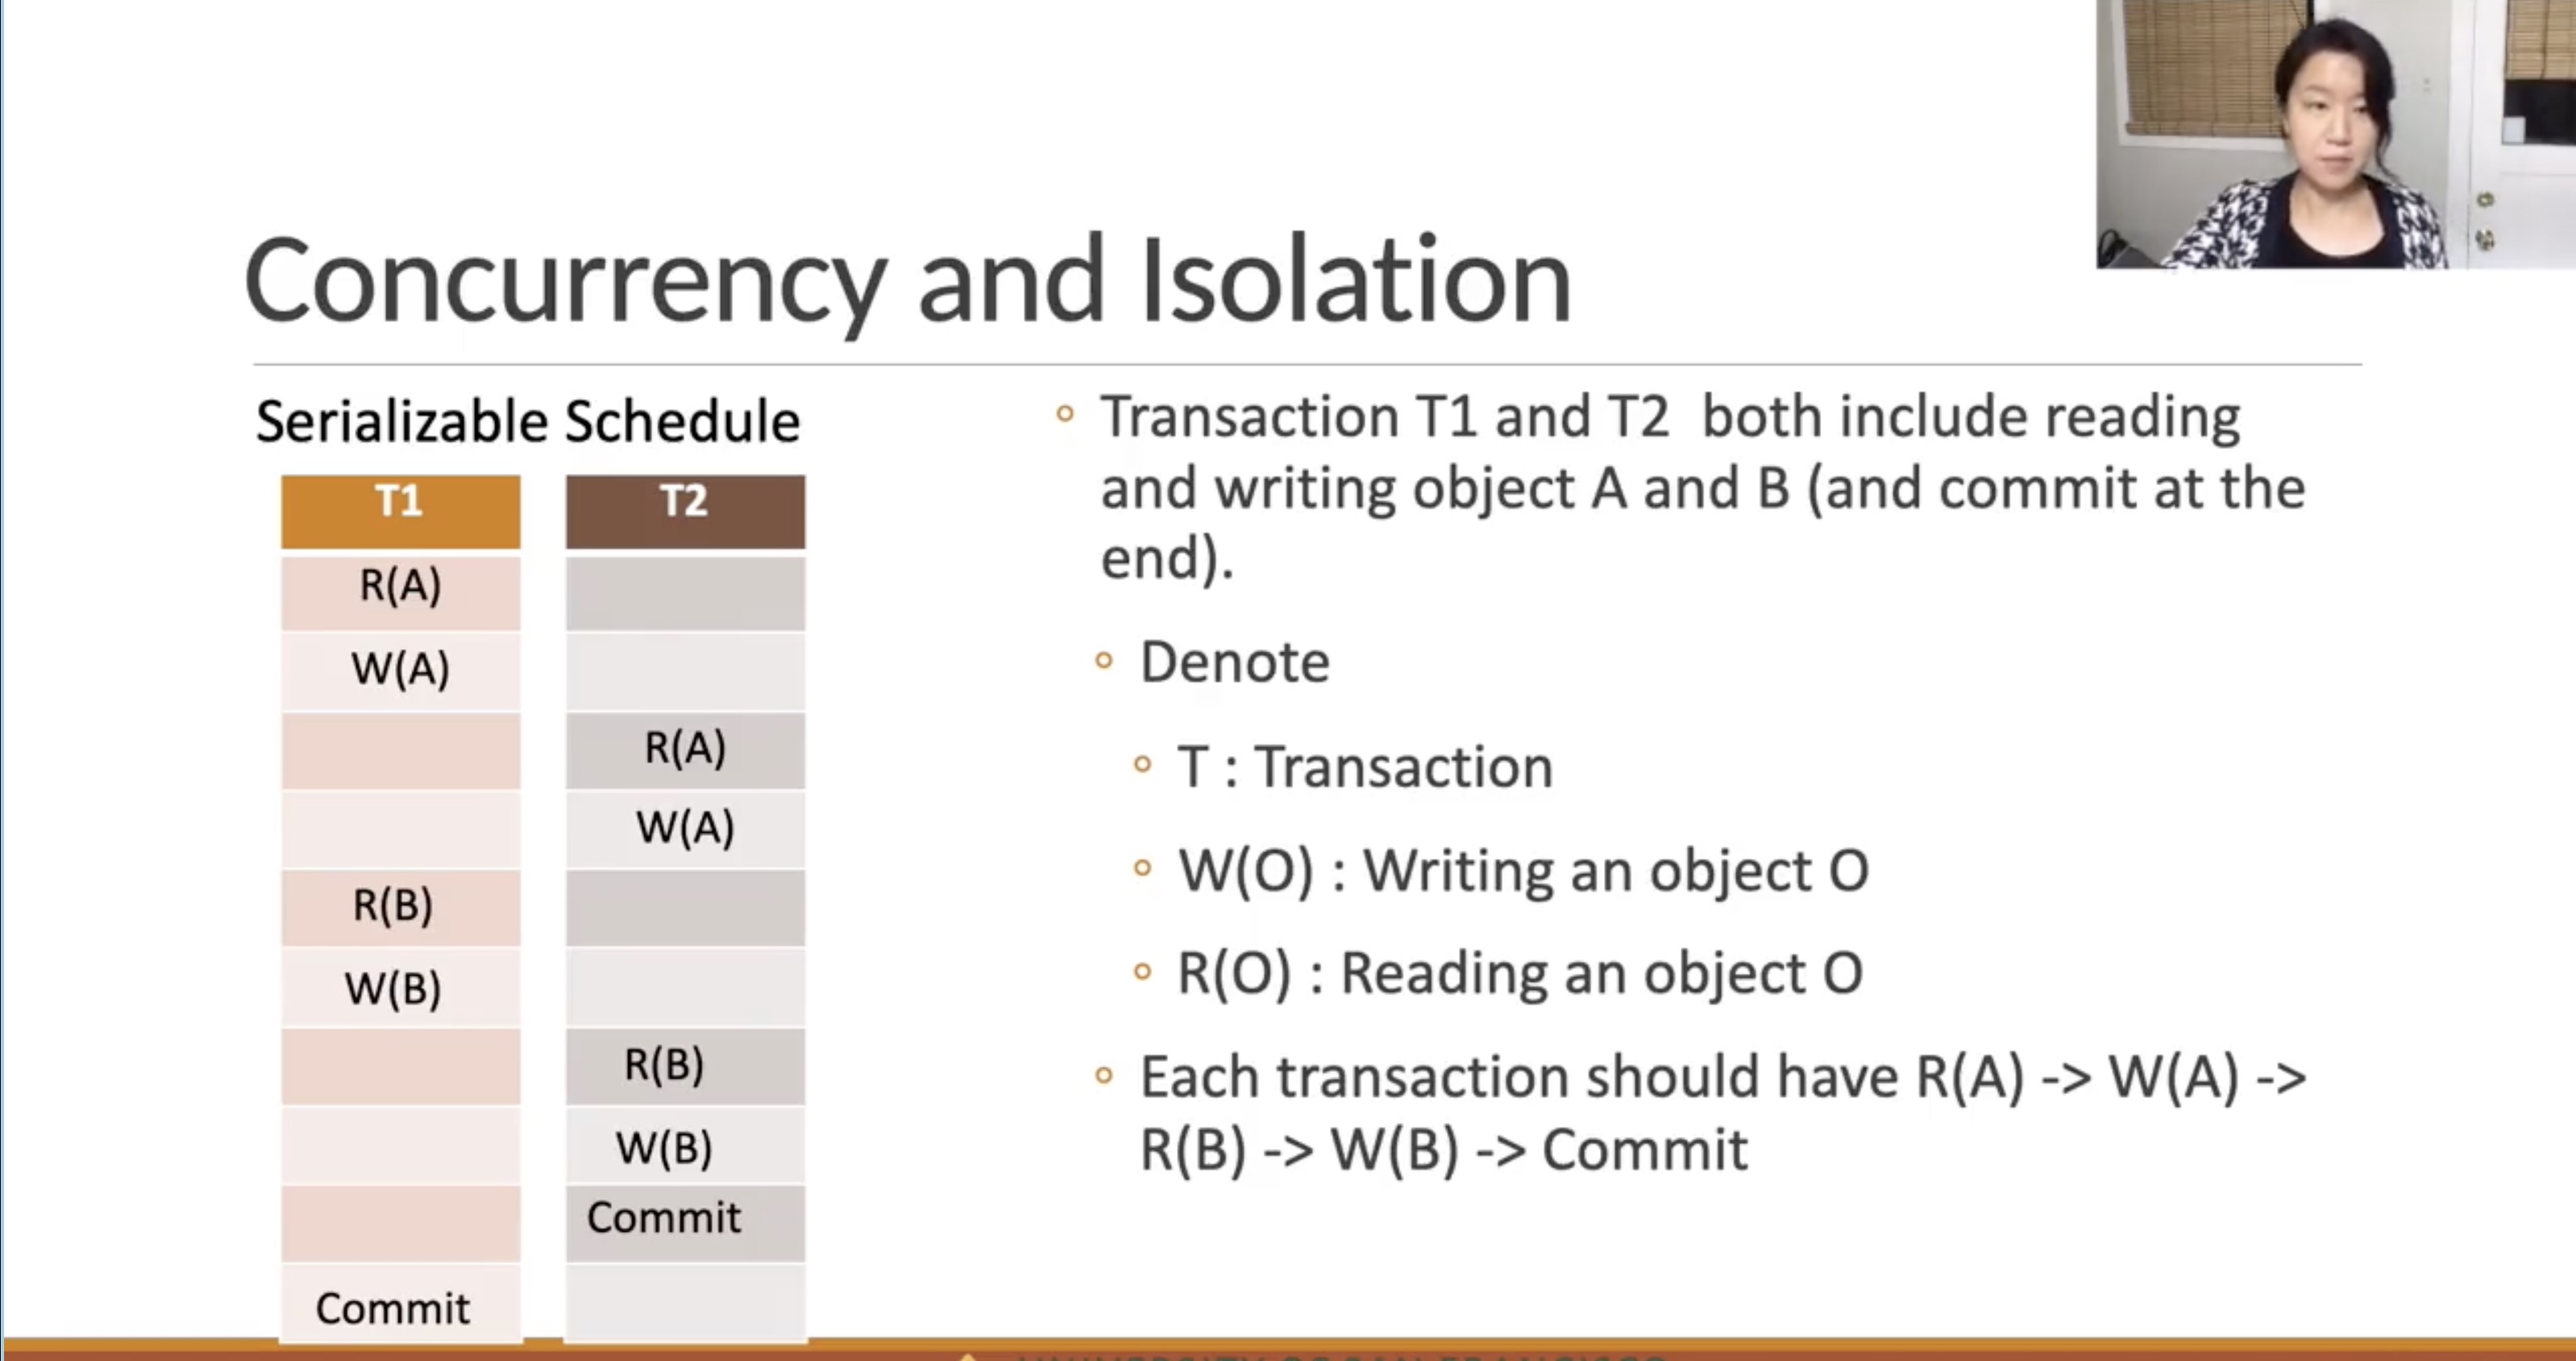 Concurrency and Isolation
Serializable Schedule
T1 T2
R(A)
W(A)
R(A)
W(A)
R(B)
W(B)
R(B)
W(B)
Commit
Commit
Transaction T1 and T2 both include reading
and writing object A and B (and commit at the
end).
Denote
T : Transaction
W(O) : Writing an object O
R(O) : Reading an object O
Each transaction should have R(A) -> W(A) ->
R(B) -> W(B) -> Commit